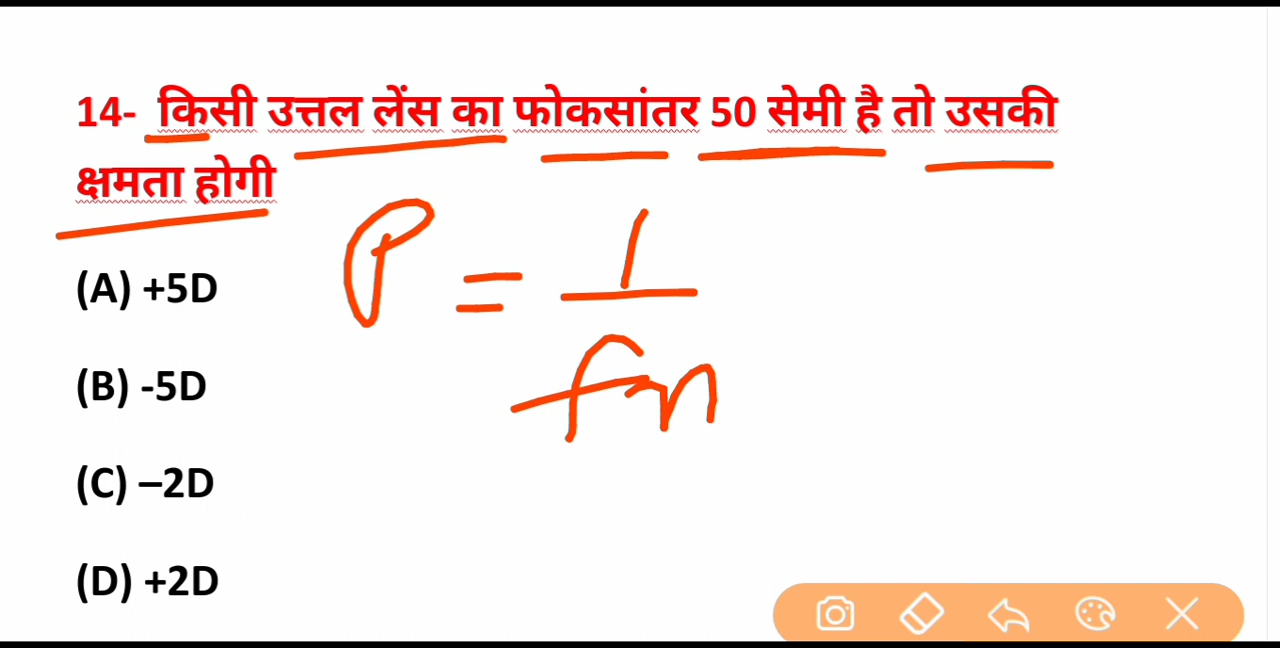 14- किसी उत्तल लेंस का फोकसांतर 50 सेमी है तो उसकी
क्षमता होगी
P = 1
fm
(A) +5D
(B) -5D
(C) –2D
(D) +2D